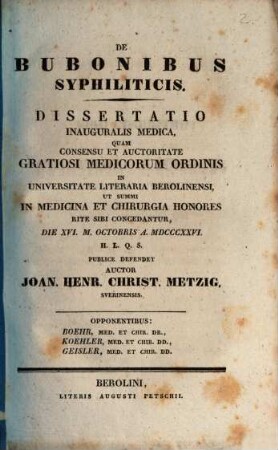 2.
DE
BUBONIBUS
SYPHILITICIS.
DISSERTATIO
INAUGURALIS MEDICA,
QUAM
CONSENSU ET AUCTORITATE
GRATIOSI MEDICORUM ORDINIS
IN
UNIVERSITATE LITERARIA BEROLINENSI,
UT SUMMI
IN MEDICINA ET CHIRURGIA HONORES
RITE SIBI CONCEDANTUR,
DIE XVI. M. OCTOBRIS A. MDCCCXXVI.
H. L. Q. S.
PUBLICE DEFENDET
AUCTOR
JOAN. HENR. CHRIST. METZIG,
SVERINENSIS.
OPPONENTIBUS:
BOEHR, MED. ET CHIR. DR.,
KOEHLER, MED. ET CHIR. DD.,
GEISLER, MED. ET CHIR. DD.
BEROLINI,
LITERIS AUGUSTI PETSCHII.